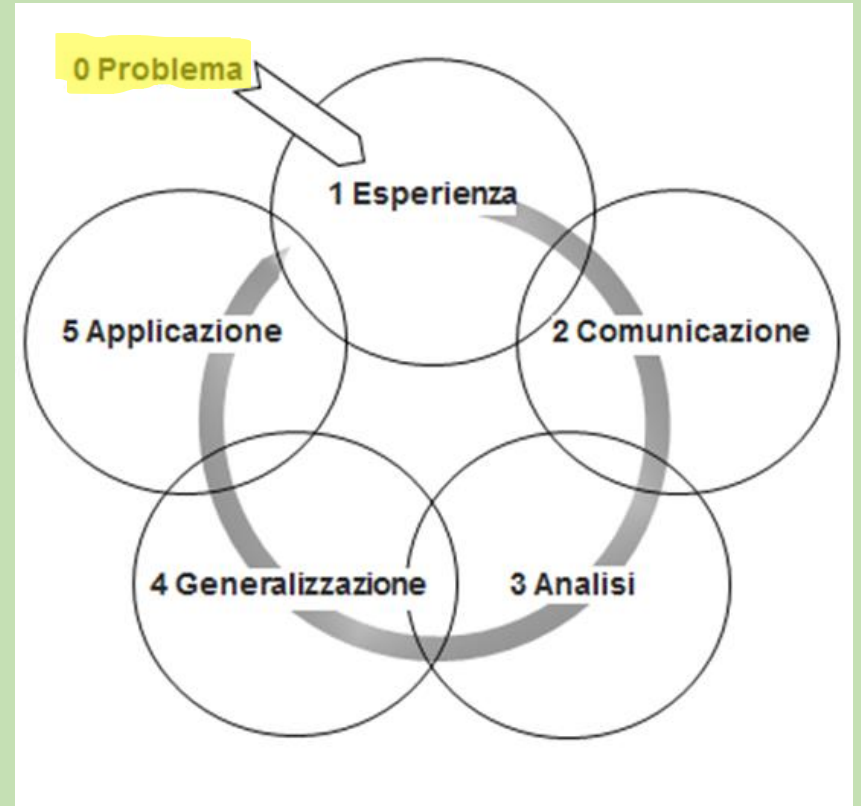 0 Problema
1 Esperienza
2 Comunicazione
3 Analisi
4 Generalizzazione
5 Applicazione